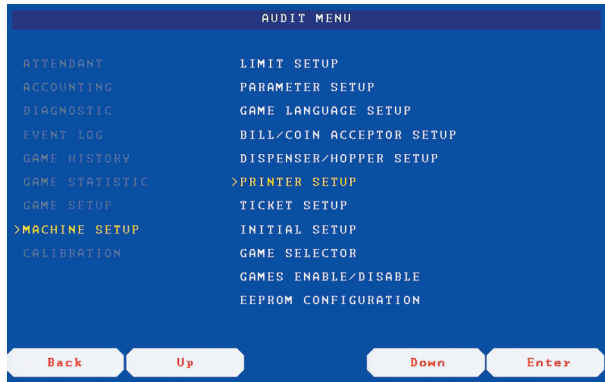 AUDIT MENU
ATTENDANT
ACCOUNTING
DIAGNOSTIC
EVENT LOG
GAME HISTORY
GAME STATISTIC
GAME SETUP
>MACHINE SETUP
CALIBRATION
LIMIT SETUP
PARAMETER SETUP
GAME LANGUAGE SETUP
BILL/COIN ACCEPTOR SETUP
DISPENSER/HOPPER SETUP
>PRINTER SETUP
TICKET SETUP
INITIAL SETUP
GAME SELECTOR
GAMES ENABLE/DISABLE
EEPROM CONFIGURATION
Back
Up
Down
Enter